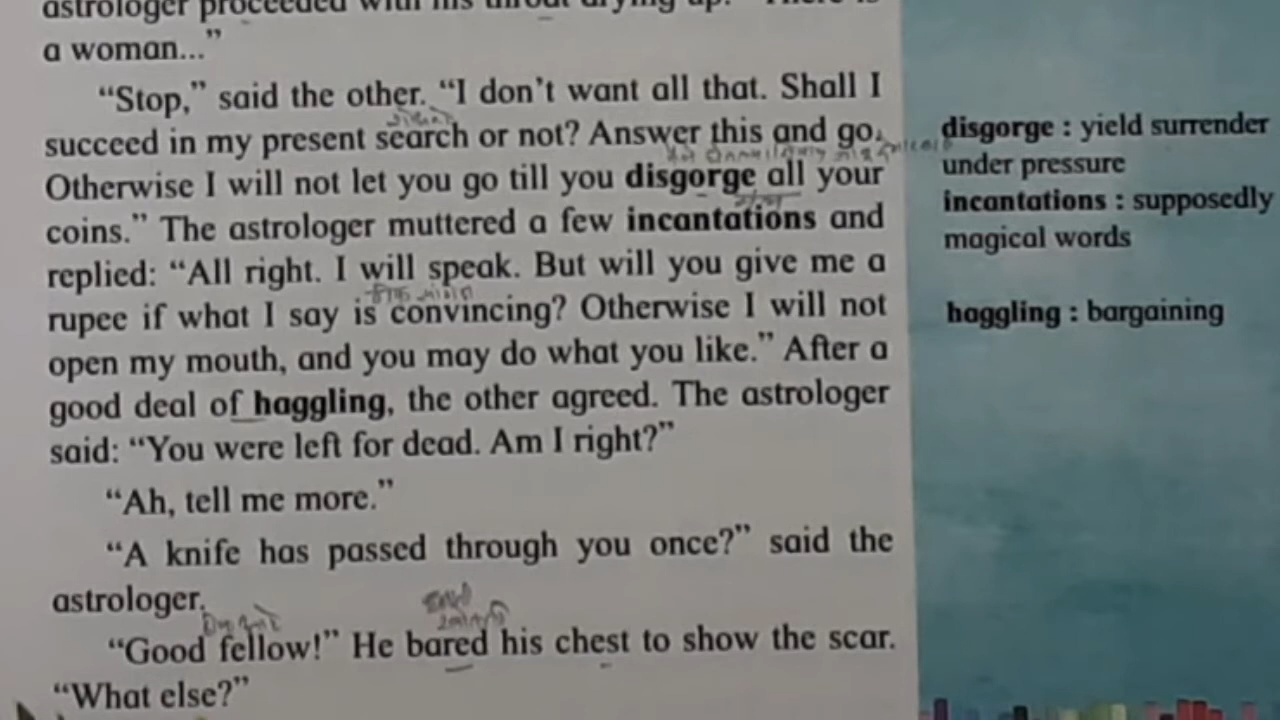 astrologer proceeded with his throat drying up. "There is
a woman..."
"Stop," said the other. "I don't want all that. Shall I
succeed in my present search or not? Answer this and go.
Otherwise I will not let you go till you disgorge all your
coins." The astrologer muttered a few incantations and
replied: "All right. I will speak. But will you give me a
rupee if what I say is convincing? Otherwise I will not
open my mouth, and you may do what you like." After a
good deal of haggling, the other agreed. The astrologer
said: "You were left for dead. Am I right?"
"Ah, tell me more."
"A knife has passed through you once?" said the
astrologer.
"Good fellow!" He bared his chest to show the scar.
"What else?"
disgorge : yield surrender
under pressure
incantations : supposedly
magical words
haggling : bargaining